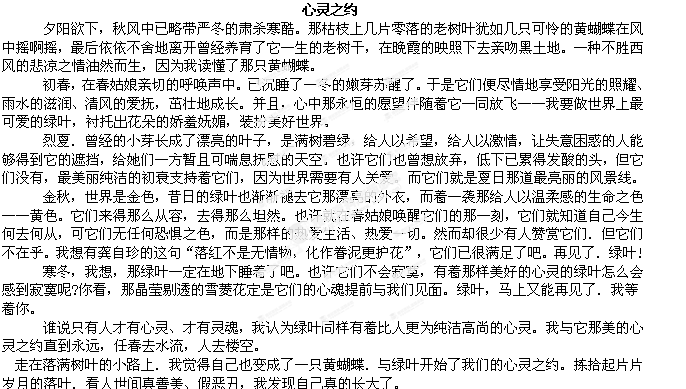 心灵之约
夕阳欲下，秋风中已略带严冬的肃杀寒酷。那枯枝上几片零落的老树叶犹如几只可怜的黄蝴蝶在风
中摇啊摇，最后依依不舍地离开曾经养育了它一生的老树干，在晚霞的映照下去亲吻黑土地。一种不胜西
风的悲凉之情油然而生，因为我读懂了那只黄蝴蝶。
初春，在春姑娘亲切的呼唤声中。已沉睡了一冬的嫩芽苏醒了。于是它们便尽情地享受阳光的照耀、
雨水的滋润、清风的爱抚，茁壮地成长。并且．心中那永恒的愿望伴随着它一同放飞一一我要做世界上最
可爱的绿叶，衬托出花朵的娇羞妩媚，装扮美好世界。
烈夏．曾经的小芽长成了漂亮的叶子，是满树碧绿，给人以希望，给人以激情，让失意困惑的人能
够得到它的遮挡，给她们一方暂且可喘息抚慰的天空．也许它们也曾想放弃，低下已累得发酸的头，但它
们没有，最美丽纯洁的初衷支持着它们，因为世界需要有人关爱。而它们就是夏日那道最亮丽的风景线。
金秋，世界是金色，昔日的绿叶也渐渐褪去它那漂亮的外衣，而着一袭那给人以温柔感的生命之色
一一黄色。它们来得那么从容，去得那么坦然。也许就在春姑娘唤醒它们的那一刻，它们就知道自己今生
何去何从，可它们无任何恐惧之色，而是那样的热爱生活、热爱一切。然而却很少有人赞赏它们．但它们
不在乎。我想有龚自珍的这句“落红不是无情物，化作春泥更护花”，它们已很满足了吧。再见了．绿叶！
寒冬，我想，那绿叶一定在地下睡着了吧。也许它们不会寂寞，有着那样美好的心灵的绿叶怎么会
感到寂寞呢?你看，那晶莹剔透的雪菱花定是它们的心魂提前与我们见面。绿叶，马上又能再见了．我等
着你。
谁说只有人才有心灵、才有灵魂，我认为绿叶同样有着比人更为纯洁高尚的心灵。我与它那美的心
灵之约直到永远，任春去水流，人去楼空。
走在落满树叶的小路上．我觉得自己也变成了一只黄蝴蝶．与绿叶开始了我们的心灵之约。拣拾起片片
岁月的落叶．看人世间真善美、假恶丑，我发现自己真的长大了。